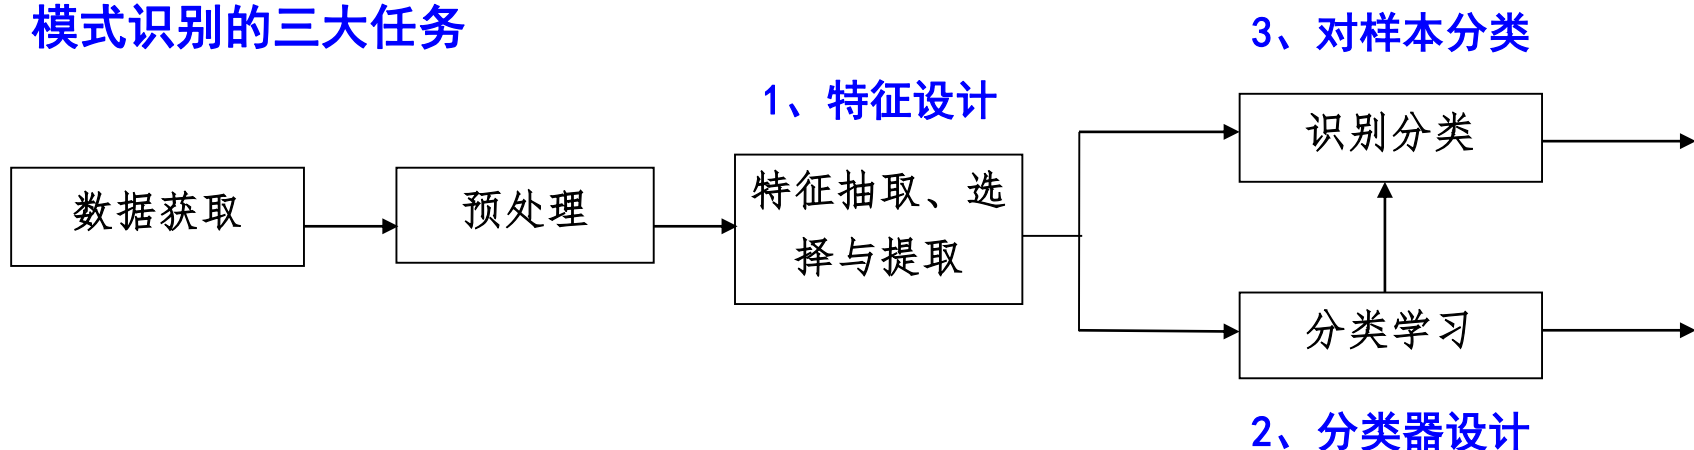 模式识别的三大任务
3、对样本分类
1、特征设计
识别分类
数据获取
预处理
特征抽取、选
择与提取
分类学习
2、分类器设计